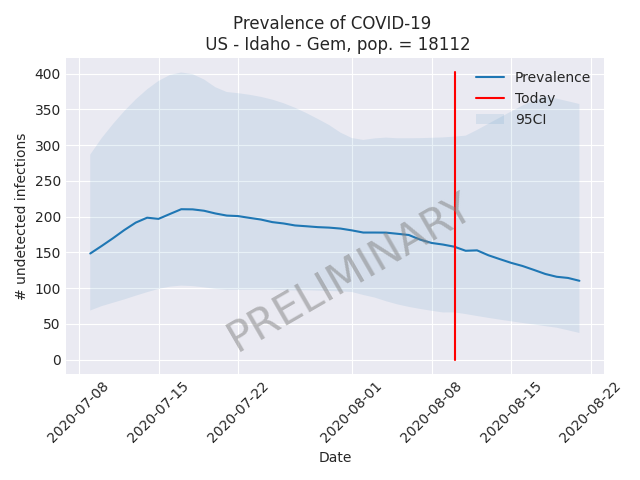 Prevalence of COVID-19
US - Idaho - Gem, pop. = 18112
# undetected infections
400
350
300
250
200
150
100
50
0
Prevalence
Today
95CI
PRELIMINARY
2020-07-08
2020-07-15
2020-07-22
2020-08-01
2020-08-08
2020-08-15
2020-08-22
Date